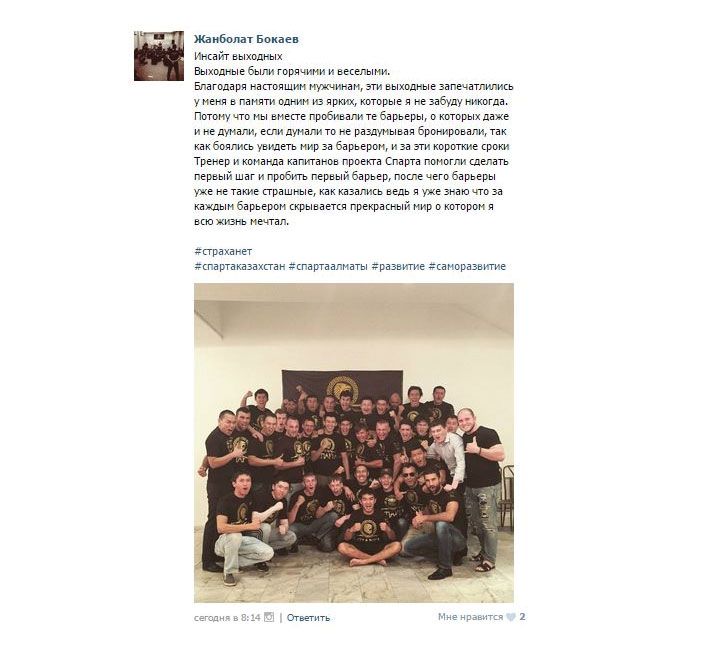 Жанболат Бокаев
Инсайт выходных
Выходные были горячими и веселыми.
Благодаря настоящим мужчинам, эти выходные запечатлились
у меня в памяти одним из ярких, которые я не забуду никогда.
Потому что мы вместе пробивали те барьеры, о которых даже
и не думали, если думали то не раздумывая бронировали, так
как боялись увидеть мир за барьером, и за эти короткие сроки
Тренер и команда капитанов проекта Спарта помогли сделать
первый шаг и пробить первый барьер, после чего барьеры
уже не такие страшные, как казались ведь я уже знаю что за
каждым барьером скрывается прекрасный мир о котором я
всю жизнь мечтал.
#страханет
#спартаказахстан #спартаалматы #развитие #саморазвитие
сегодня в 8:14 | Ответить
Мне нравится 2